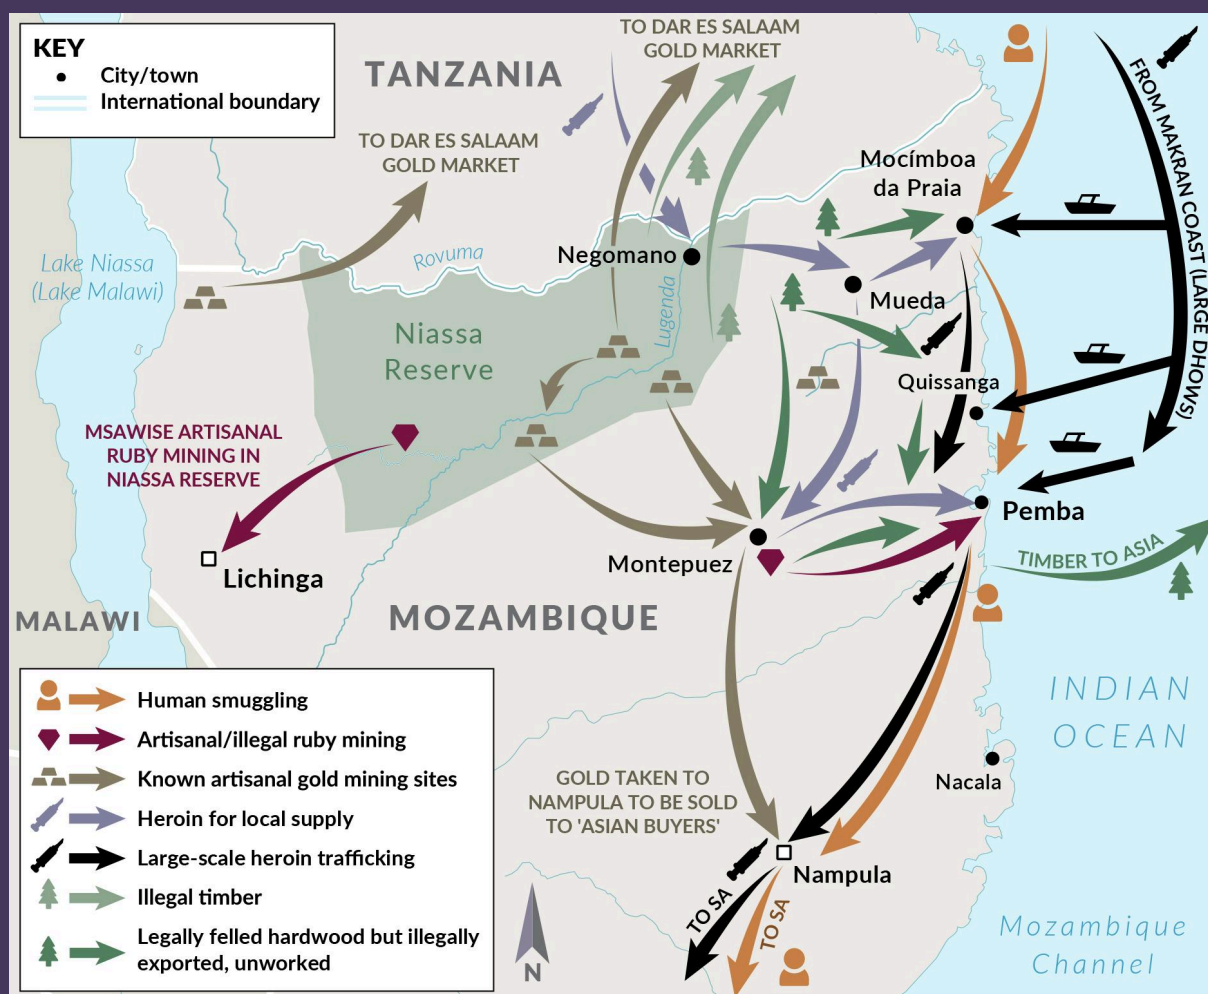 KEY
City/town
International boundary
TO DAR ES SALAAM
GOLD MARKET
TANZANIA
TO DAR ES SALAAM
GOLD MARKET
FROM MAKRAN COAST (LARGE DHOWS)
Mocímboa
da Praia
Lake Niassa
(Lake Malawi)
Rovuma
Negomano
Mueda
Lugenda
Niassa
Reserve
Quissanga
MSAWISE ARTISANAL
RUBY MINING IN
NIASSA RESERVE
Pemba
Montepuez
TIMBER TO ASIA
Lichinga
MALAWI
MOZAMBIQUE
INDIAN
OCEAN
Human smuggling
Artisanal/illegal ruby mining
Known artisanal gold mining sites
Heroin for local supply
Large-scale heroin trafficking
Illegal timber
Legally felled hardwood but illegally
exported, unworked
GOLD TAKEN TO
NAMPULA TO BE SOLD
TO 'ASIAN BUYERS'
Nacala
Nampula
TO SA
TO SA
N
Mozambique
Channel